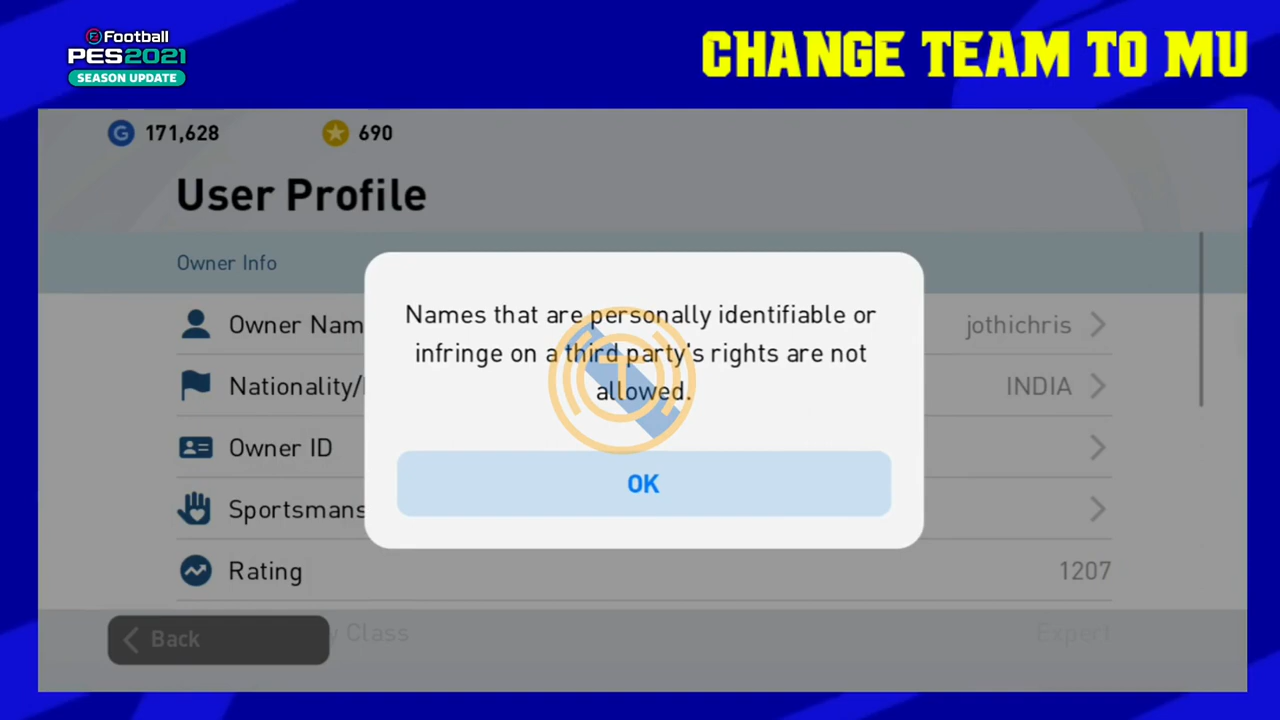 eFootball
PES2021
SEASON UPDATE
CHANGE TEAM TO MU
G 171,628 690
User Profile
Owner Info
Names that are personally identifiable or
infringe on a third party's rights are not
allowed.
OK
Owner Nam jothichris
Nationality/ INDIA
Owner ID
Sportsmans
Rating 1207
Back
y Class Expert